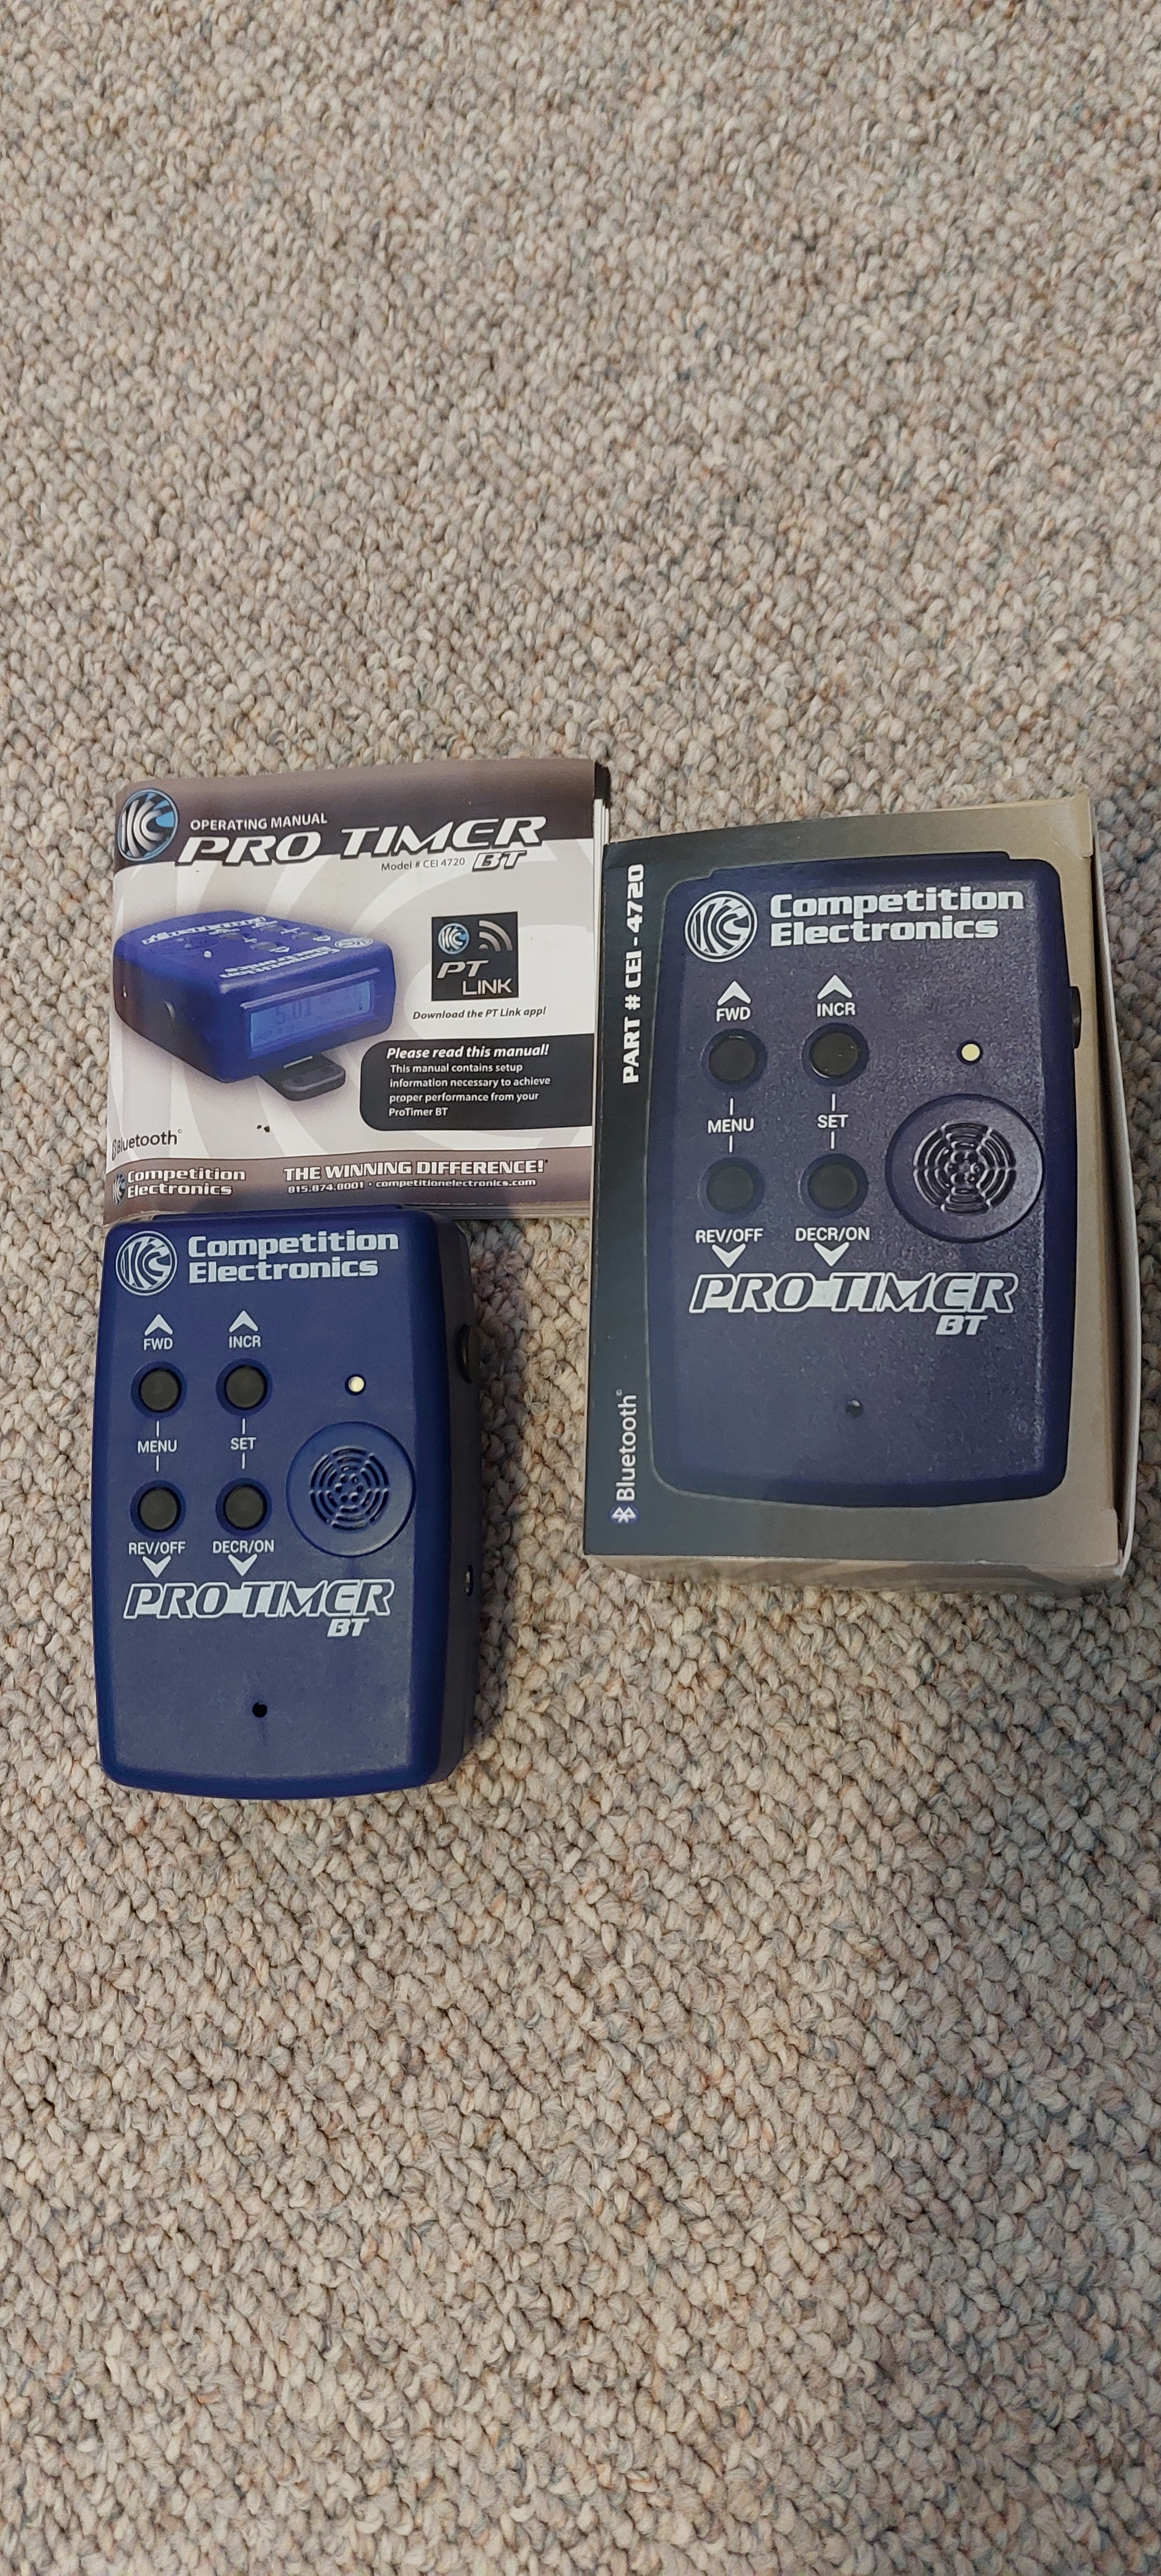 OPERATING MANUAL
PRO TIMER
BT
Model # CEI 4720
PT
LINK
Download the PT Link app!
Please read this manual!
This manual contains setup
information necessary to achieve
proper performance from your
ProTimer BT
Bluetooth
Competition
Electronics
THE WINNING DIFFERENCE!
815.874.8001 • competitionelectronics.com
PART # CEI-4720
Bluetooth
Competition
Electronics
FWD
INCR
MENU
SET
REV/OFF
DECR/ON
PRO TIMER
BT
Competition
Electronics
FWD
INCR
MENU
SET
REV/OFF
DECR/ON
PRO TIMER
BT